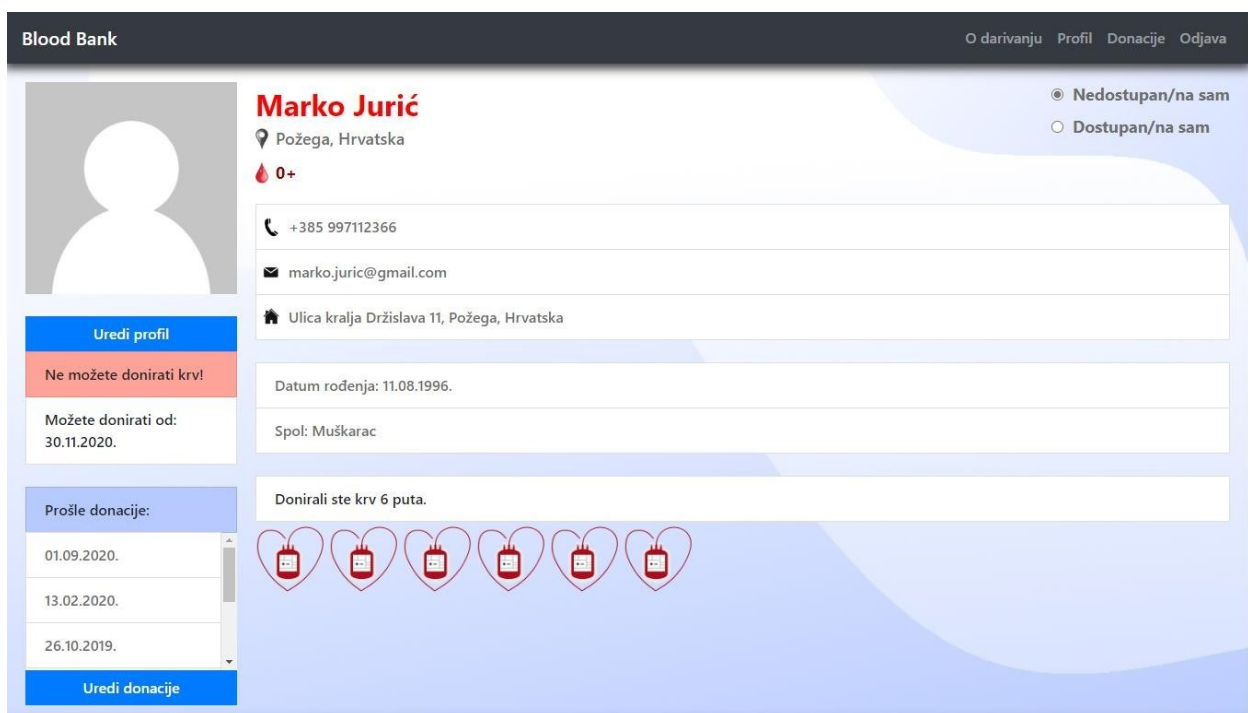 Blood Bank
O darivanju Profil Donacije Odjava
Marko Jurić
Požega, Hrvatska
0+
Nedostupan/na sam
Dostupan/na sam
+385 997112366
marko.juric@gmail.com
Ulica kralja Držislava 11, Požega, Hrvatska
Uredi profil
Ne možete donirati krv!
Možete donirati od:
30.11.2020.
Datum rođenja: 11.08.1996.
Spol: Muškarac
Prošle donacije:
01.09.2020.
13.02.2020.
26.10.2019.
Uredi donacije
Donirali ste krv 6 puta.